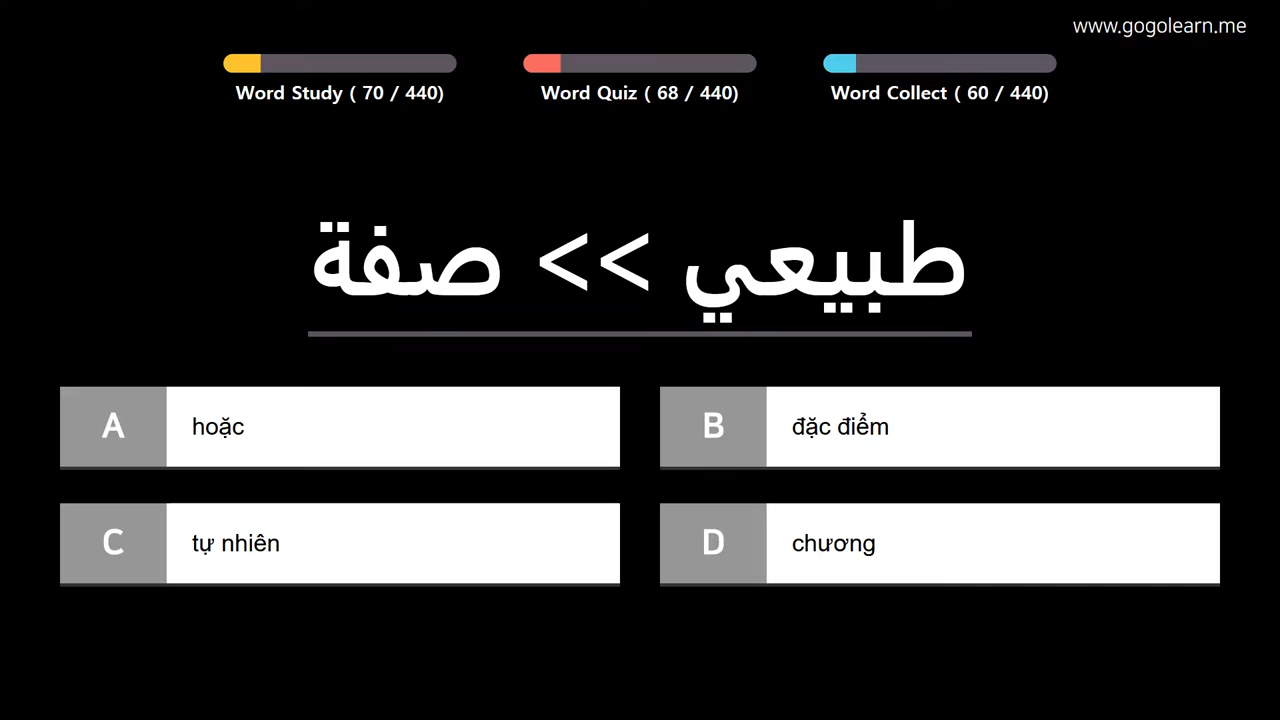 www.gogolearn.me
Word Study ( 70 / 440)
Word Quiz ( 68 / 440)
Word Collect ( 60 / 440)
طبيعي >> صفة
A hoặc
B đặc điểm
C tự nhiên
D chương